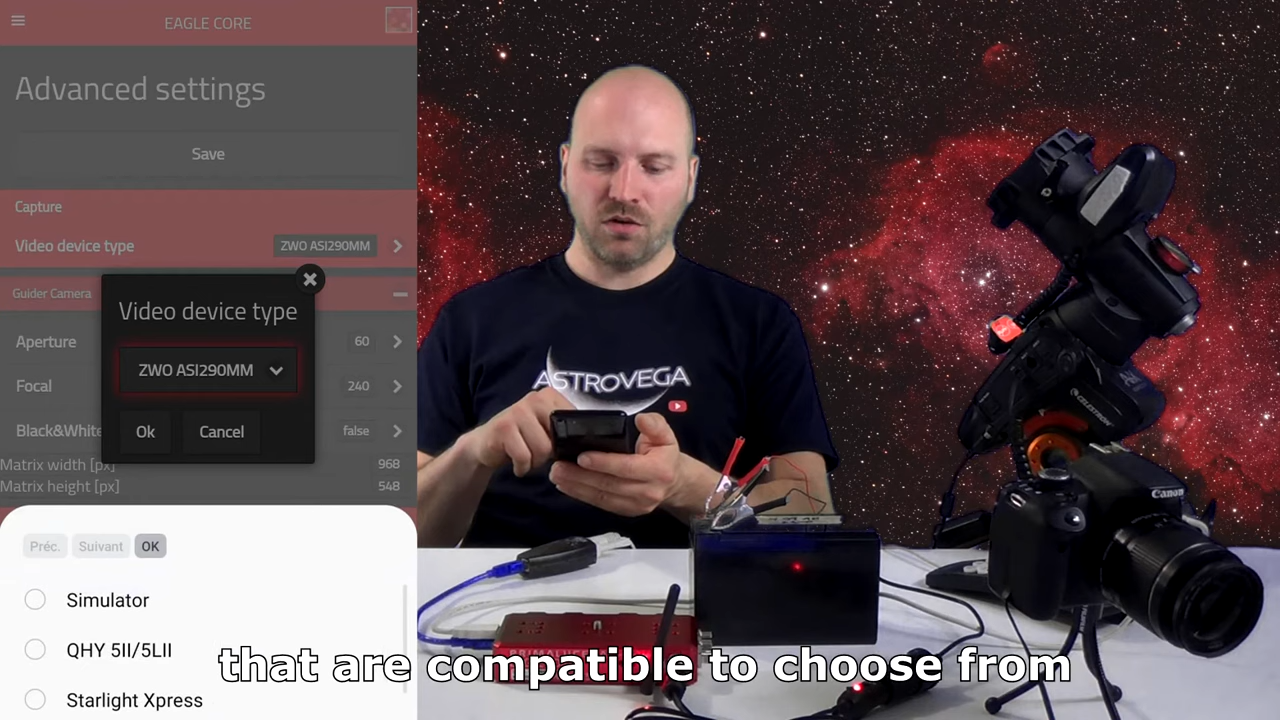 EAGLE CORE
Advanced settings
Save
Capture
Video device type
ZWO ASI290MM
Guider Camera
Video device type
Aperture
60
ZWO ASI290MM
Focal
240
Black&White
false
Ok
Cancel
Matrix width [px]
968
Matrix height [px]
548
Préc.
Suivant
OK
Simulator
QHY 5II/5LII
Starlight Xpress
ASTROVEGA
CELESTRON
Canon
that are compatible to choose from